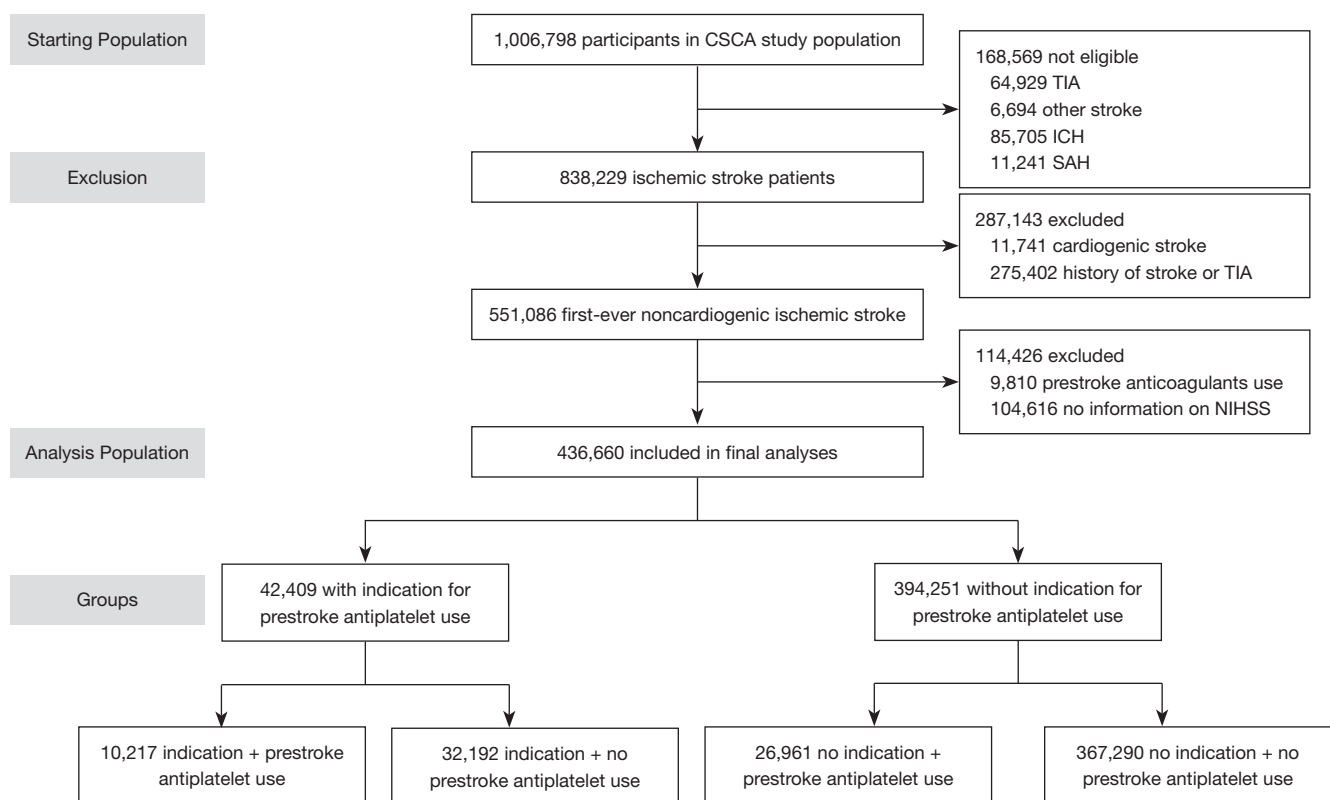 Starting Population
1,006,798 participants in CSCA study population
168,569 not eligible
64,929 TIA
6,694 other stroke
85,705 ICH
11,241 SAH
Exclusion
838,229 ischemic stroke patients
287,143 excluded
11,741 cardiogenic stroke
275,402 history of stroke or TIA
551,086 first-ever noncardiogenic ischemic stroke
114,426 excluded
9,810 prestroke anticoagulants use
104,616 no information on NIHSS
Analysis Population
436,660 included in final analyses
Groups
42,409 with indication for
prestroke antiplatelet use
394,251 without indication for
prestroke antiplatelet use
10,217 indication + prestroke
antiplatelet use
32,192 indication + no
prestroke antiplatelet use
26,961 no indication +
prestroke antiplatelet use
367,290 no indication + no
prestroke antiplatelet use